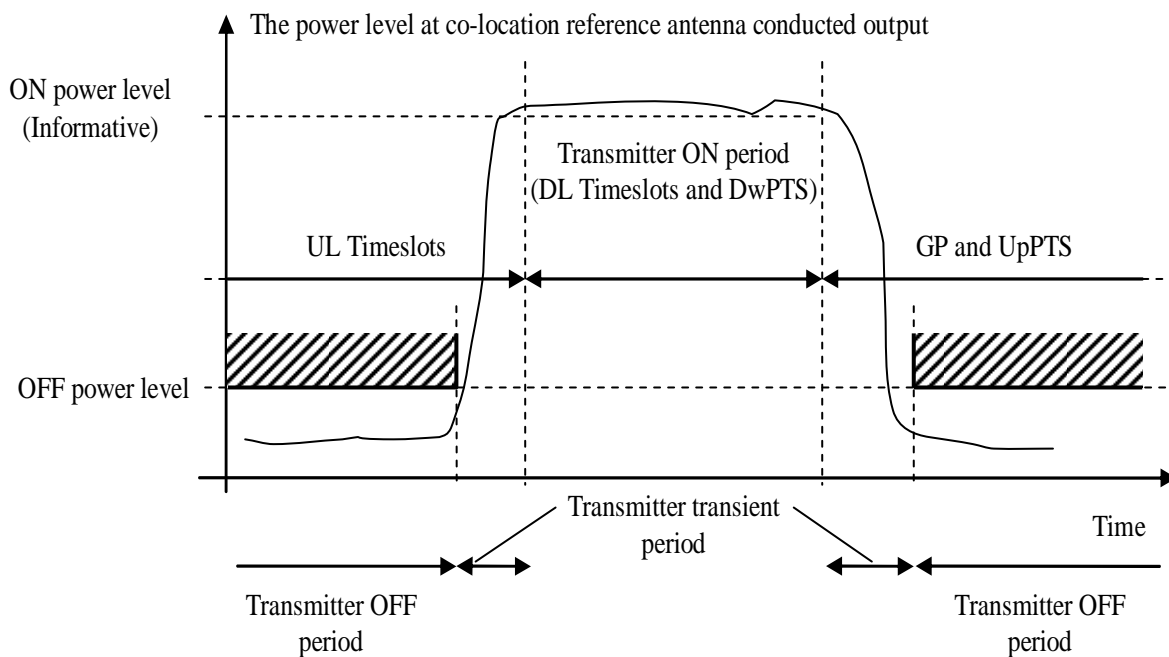 The power level at co-location reference antenna conducted output
ON power level
(Informative)
Transmitter ON period
(DL Timeslots and DwPTS)
UL Timeslots
GP and UpPTS
OFF power level
Transmitter transient
period
Time
Transmitter OFF
period
Transmitter OFF
period